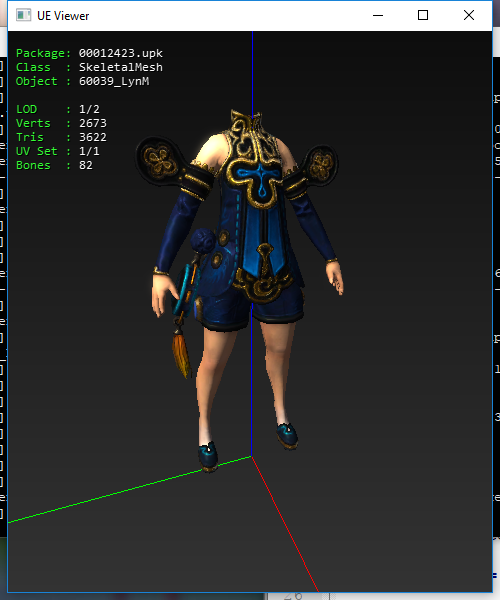 UE Viewer
Package: 00012423.upk
Class : SkeletalMesh
Object : 60039_LynM
LOD : 1/2
Verts : 2673
Tris : 3622
UV Set : 1/1
Bones : 82